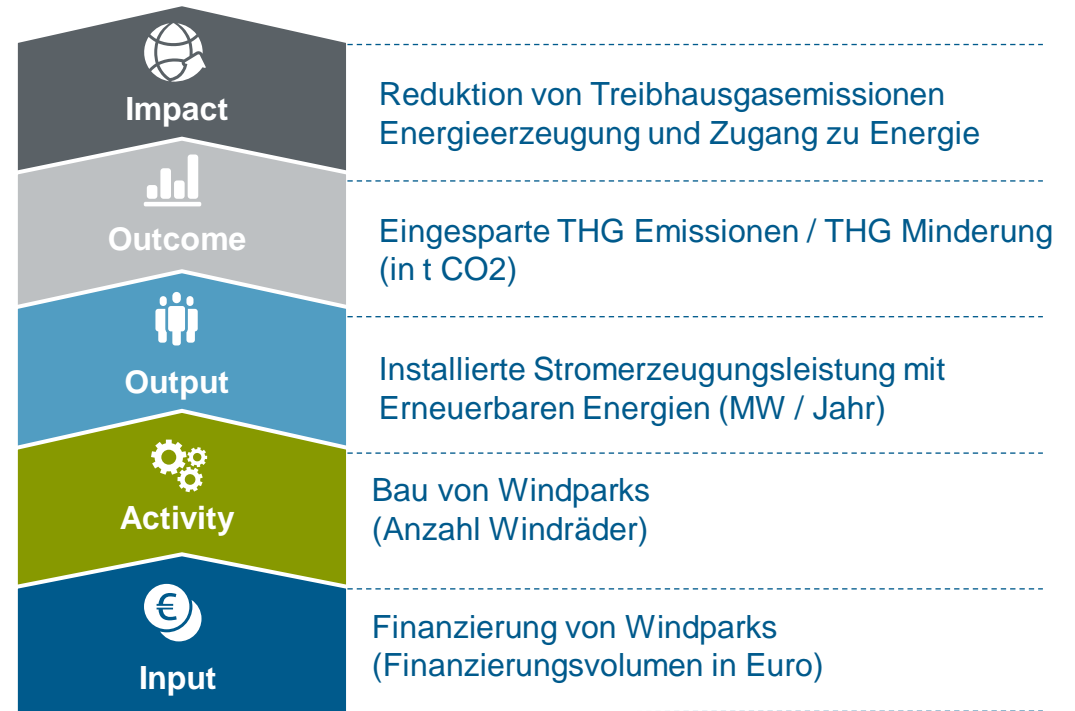 Impact
Reduktion von Treibhausgasemissionen
Energieerzeugung und Zugang zu Energie
Outcome
Eingesparte THG Emissionen / THG Minderung
(in t CO2)
Output
Installierte Stromerzeugungsleistung mit
Erneuerbaren Energien (MW / Jahr)
Activity
Bau von Windparks
(Anzahl Windräder)
€
Input
Finanzierung von Windparks
(Finanzierungsvolumen in Euro)